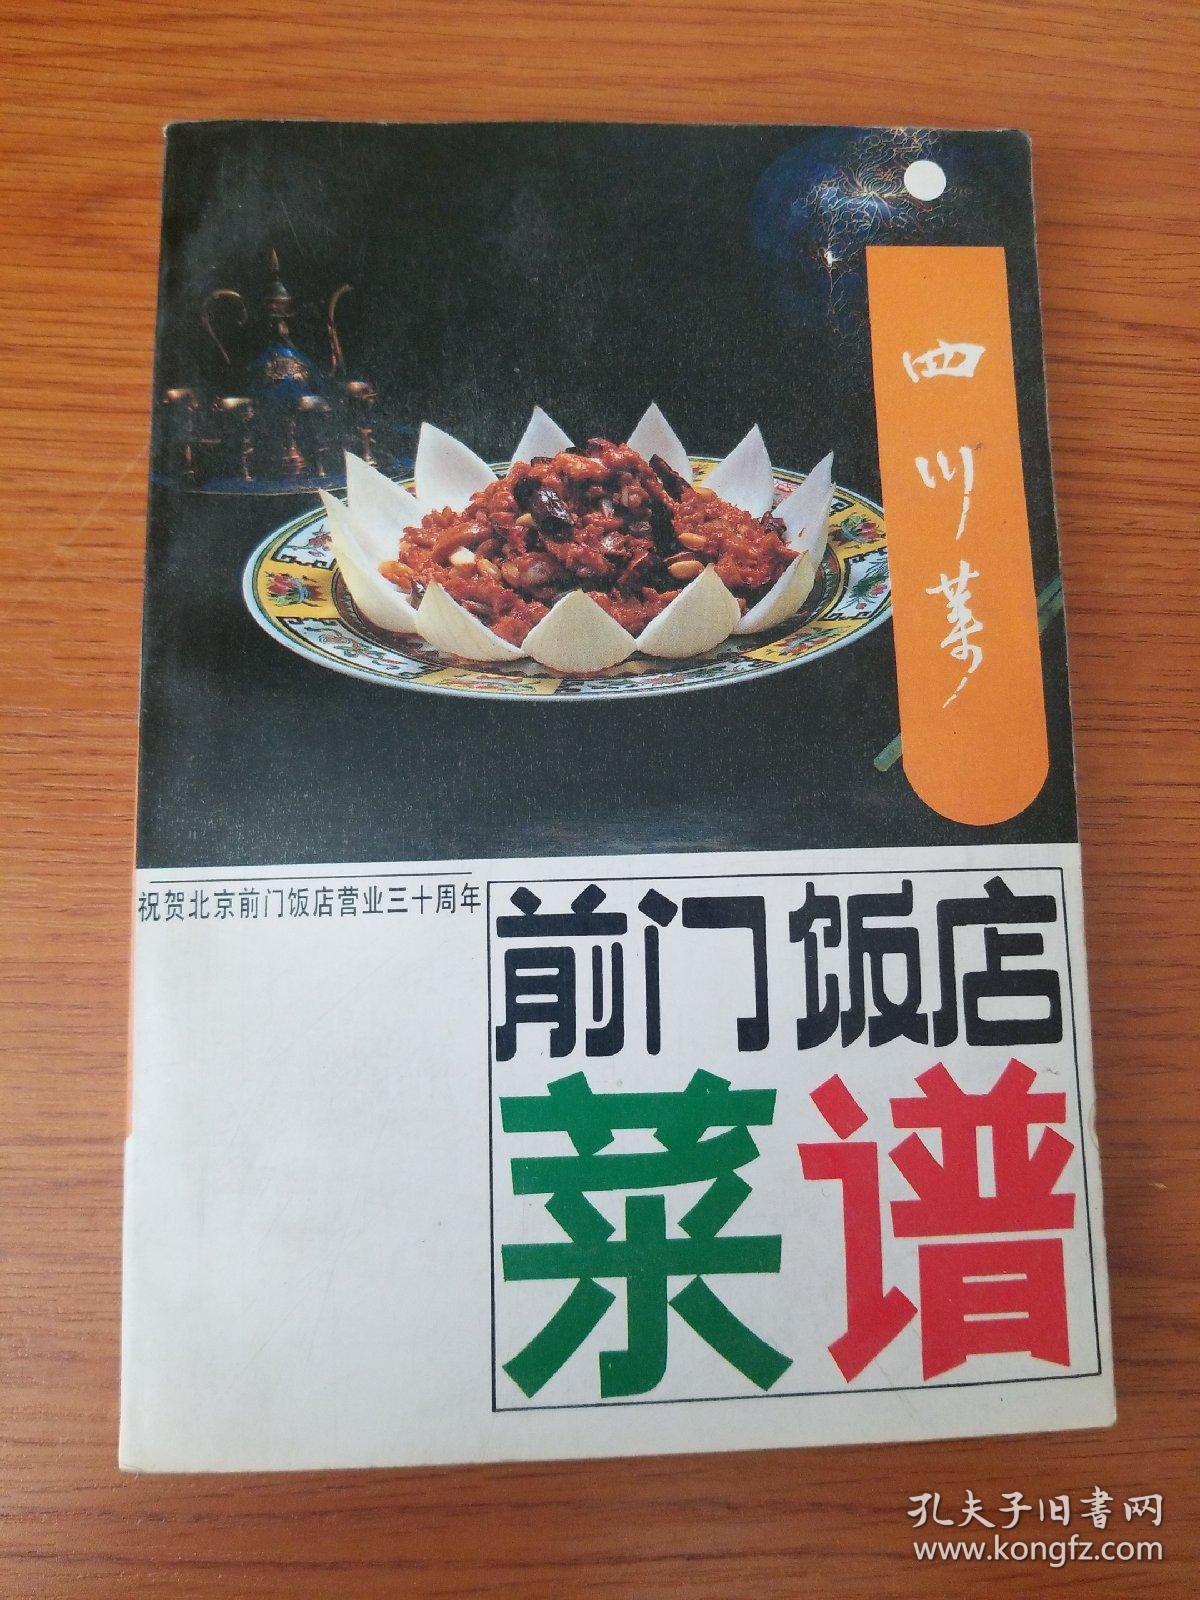 四川菜
祝贺北京前门饭店营业三十周年
前门饭店
菜谱
孔夫子旧书网
www.kongfz.com